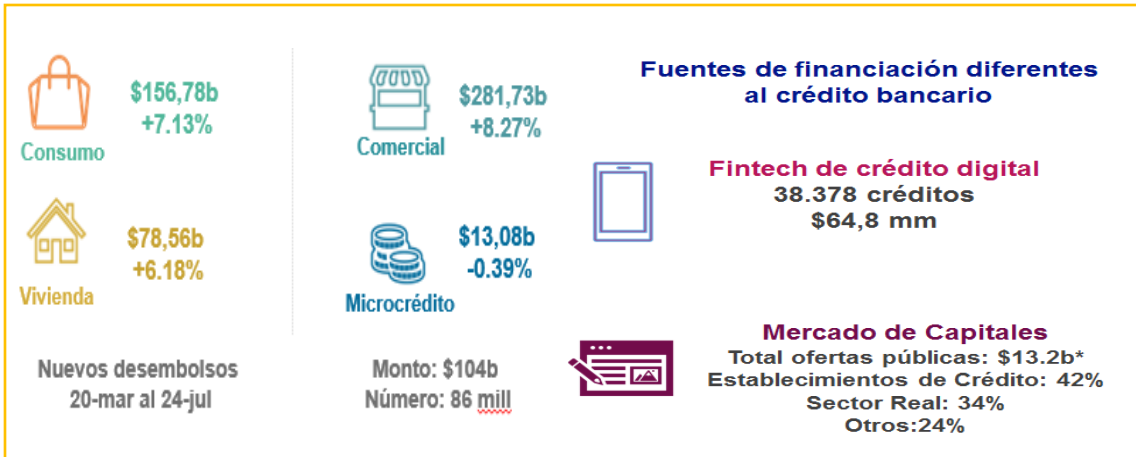 $156,78b
+7.13%
Consumo
$281,73b
+8.27%
Comercial
$78,56b
+6.18%
Vivienda
$13,08b
-0.39%
Microcrédito
Nuevos desembolsos
20-mar al 24-jul
Monto: $104b
Número: 86 mill
Fuentes de financiación diferentes
al crédito bancario
Fintech de crédito digital
38.378 créditos
$64,8 mm
Mercado de Capitales
Total ofertas públicas: $13.2b*
Establecimientos de Crédito: 42%
Sector Real: 34%
Otros:24%